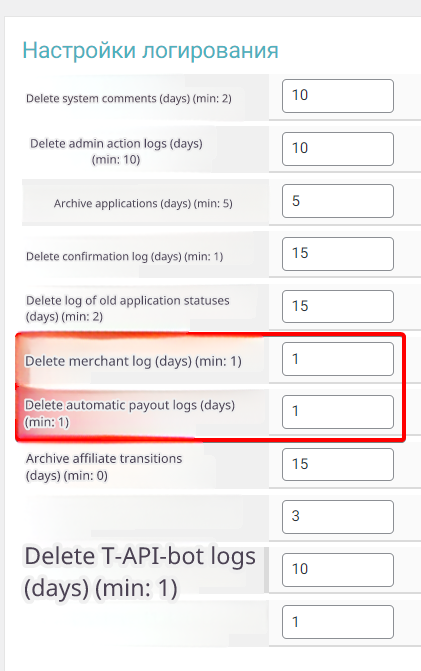 Настройки логирования
Delete system comments (days) (min: 2)
10
Delete admin action logs (days)
(min: 10)
10
Archive applications (days) (min: 5)
5
Delete confirmation log (days) (min: 1)
15
Delete log of old application statuses
(days) (min: 2)
15
Delete merchant log (days) (min: 1)
1
Delete automatic payout logs (days)
(min: 1)
1
Archive affiliate transitions
(days) (min: 0)
15
3
Delete T-API-bot logs
(days) (min: 1)
10
1